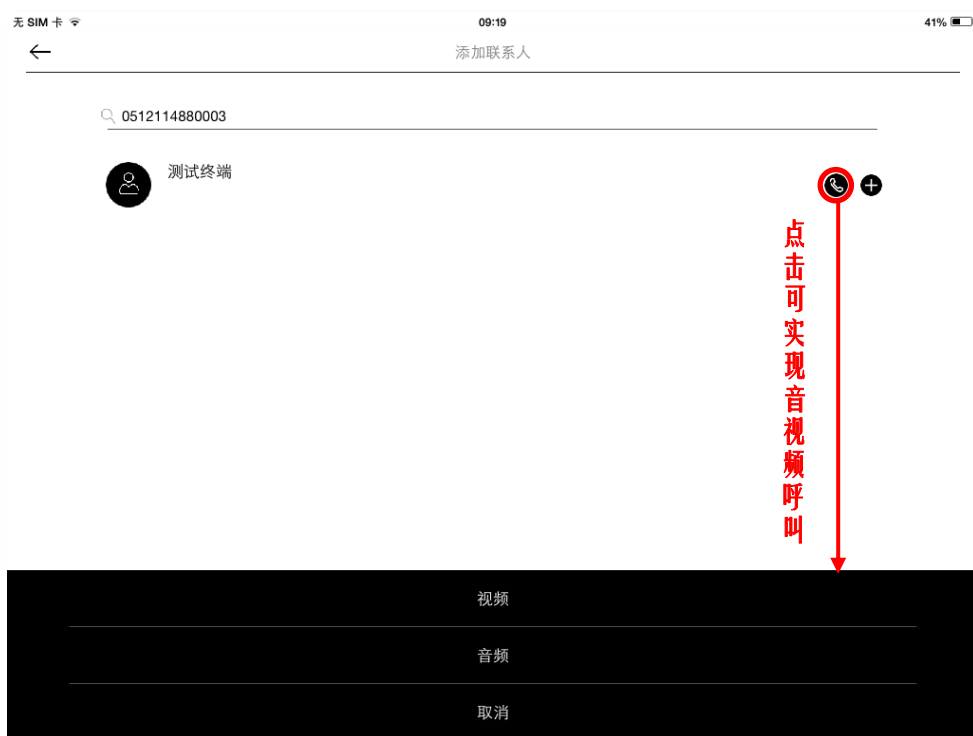 无 SIM 卡
09:19
41%
添加联系人
0512114880003
测试终端
点击可实现音视频呼叫
视频
音频
取消